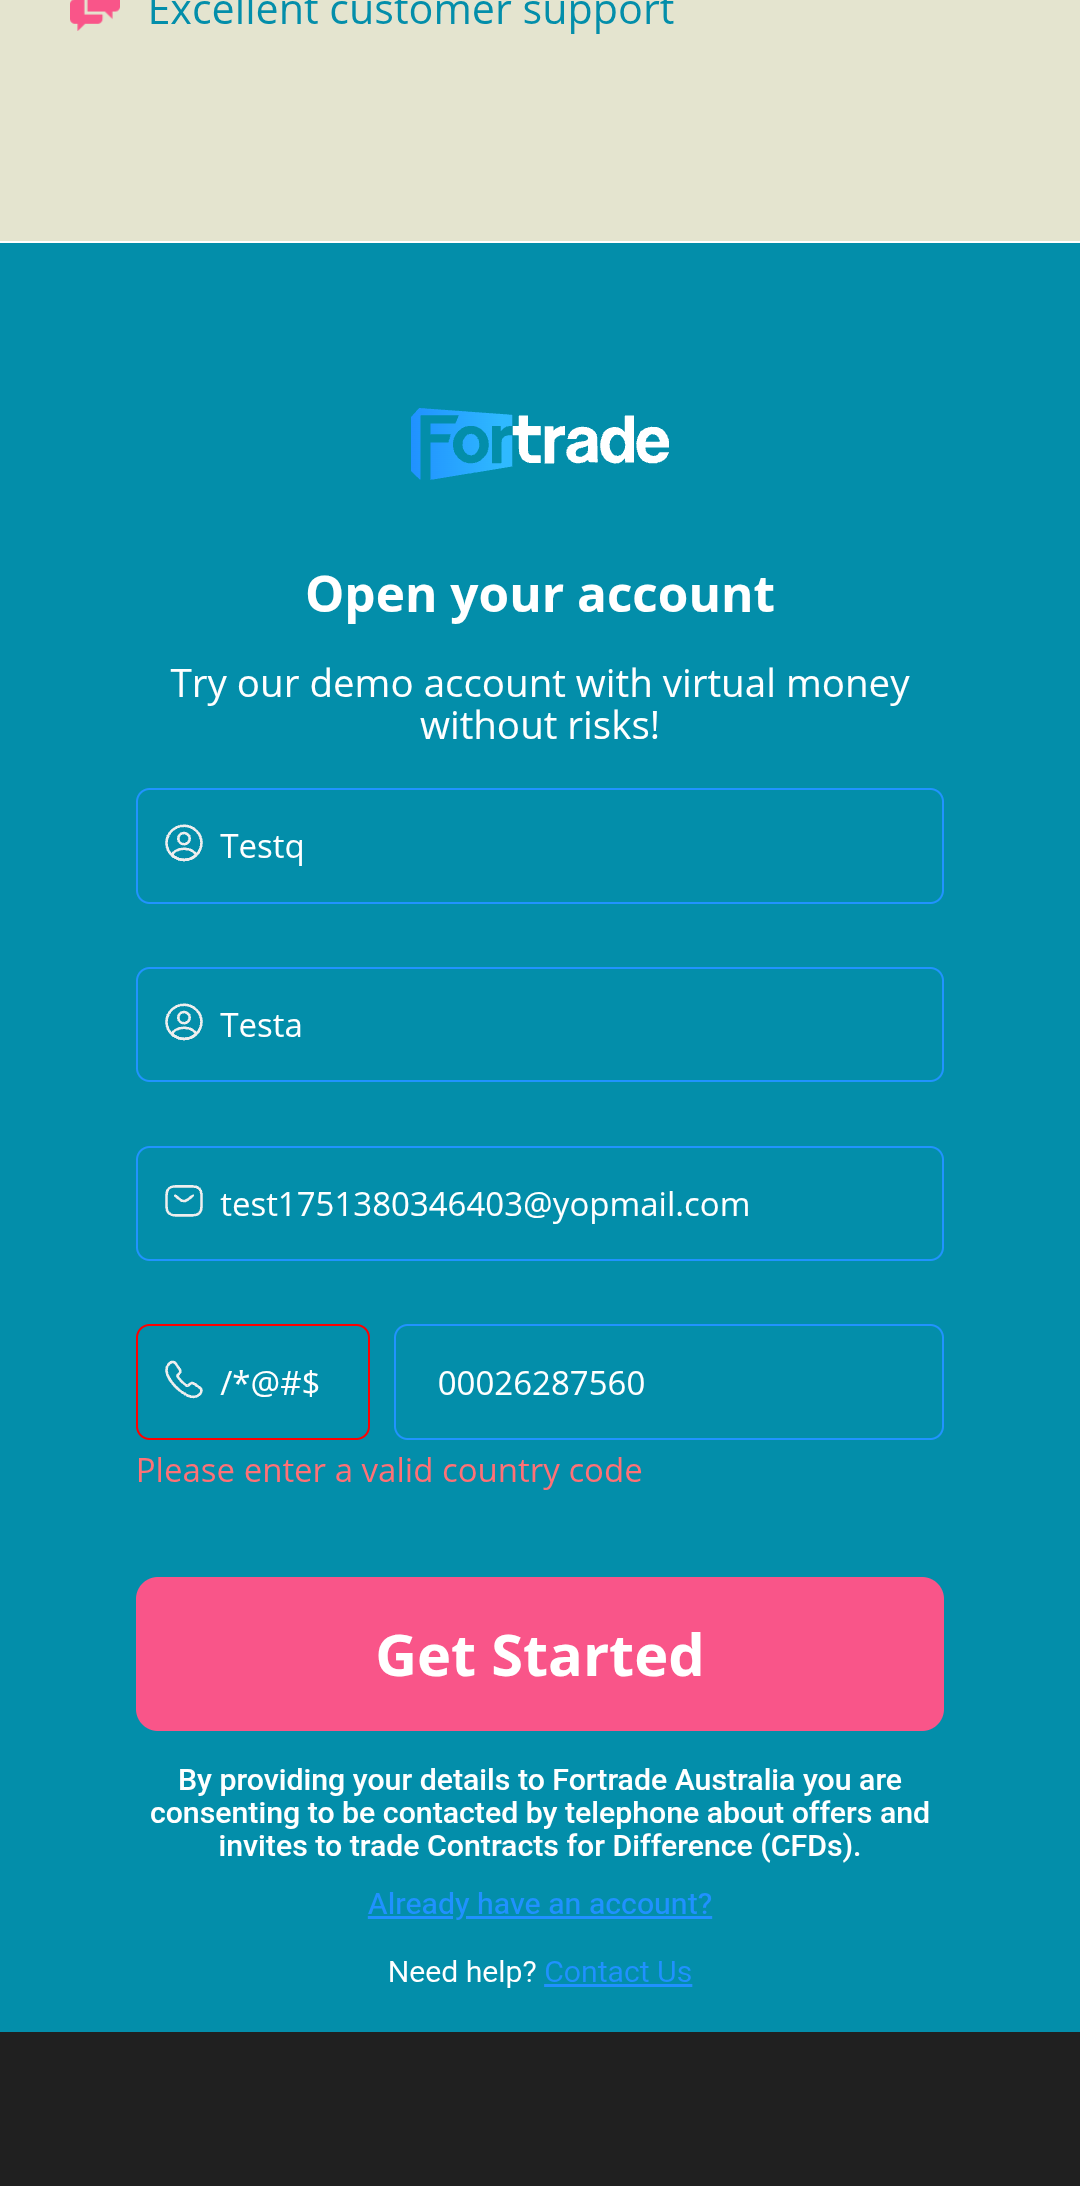 Excellent customer support
Fortrade
Open your account
Try our demo account with virtual money
without risks!
Testq
Testa
test1751380346403@yopmail.com
/*@#$ 00026287560
Please enter a valid country code
Get Started
By providing your details to Fortrade Australia you are
consenting to be contacted by telephone about offers and
invites to trade Contracts for Difference (CFDs).
Already have an account?
Need help? Contact Us